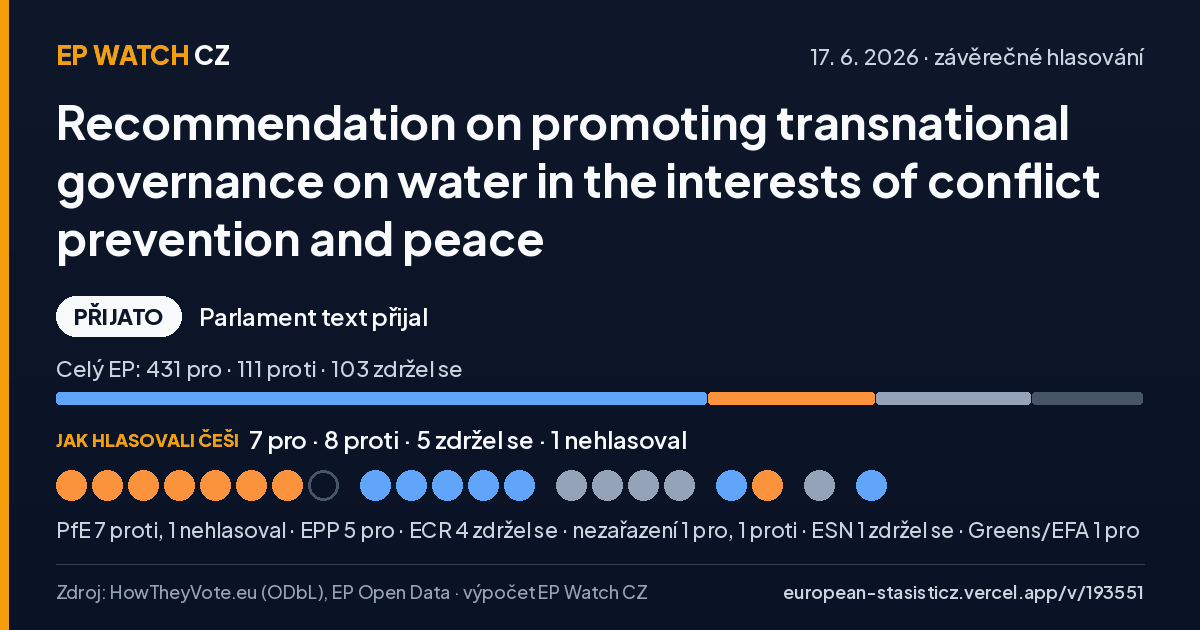 EP WATCH CZ
17. 6. 2026 · závěrečné hlasování
Recommendation on promoting transnational
governance on water in the interests of conflict
prevention and peace
PŘIJATO Parlament text přijal
Celý EP: 431 pro · 111 proti · 103 zdržel se
JAK HLASOVALI ČEŠI 7 pro · 8 proti · 5 zdržel se · 1 nehlasoval
PfE 7 proti, 1 nehlasoval · EPP 5 pro · ECR 4 zdržel se · nezařazení 1 pro, 1 proti · ESN 1 zdržel se · Greens/EFA 1 pro
Zdroj: HowTheyVote.eu (ODbL), EP Open Data · výpočet EP Watch CZ
european-stasisticz.vercel.app/v/193551